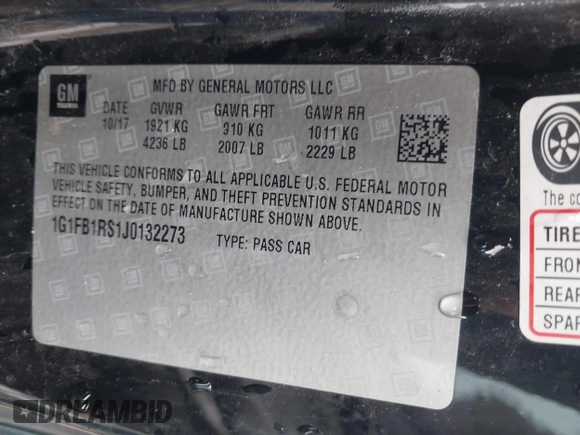 GM
MFD BY GENERAL MOTORS LLC
DATE GVWR GAWR FRT GAWR RR
10/17 1921 KG 910 KG 1011 KG
4236 LB 2007 LB 2229 LB
THIS VEHICLE CONFORMS TO ALL APPLICABLE U.S. FEDERAL MOTOR
VEHICLE SAFETY, BUMPER, AND THEFT PREVENTION STANDARDS IN
EFFECT ON THE DATE OF MANUFACTURE SHOWN ABOVE.
1G1FB1RS1J0132273 TYPE: PASS CAR
The co
TIRE
FRON
REAR
SPAR
DREAMBID